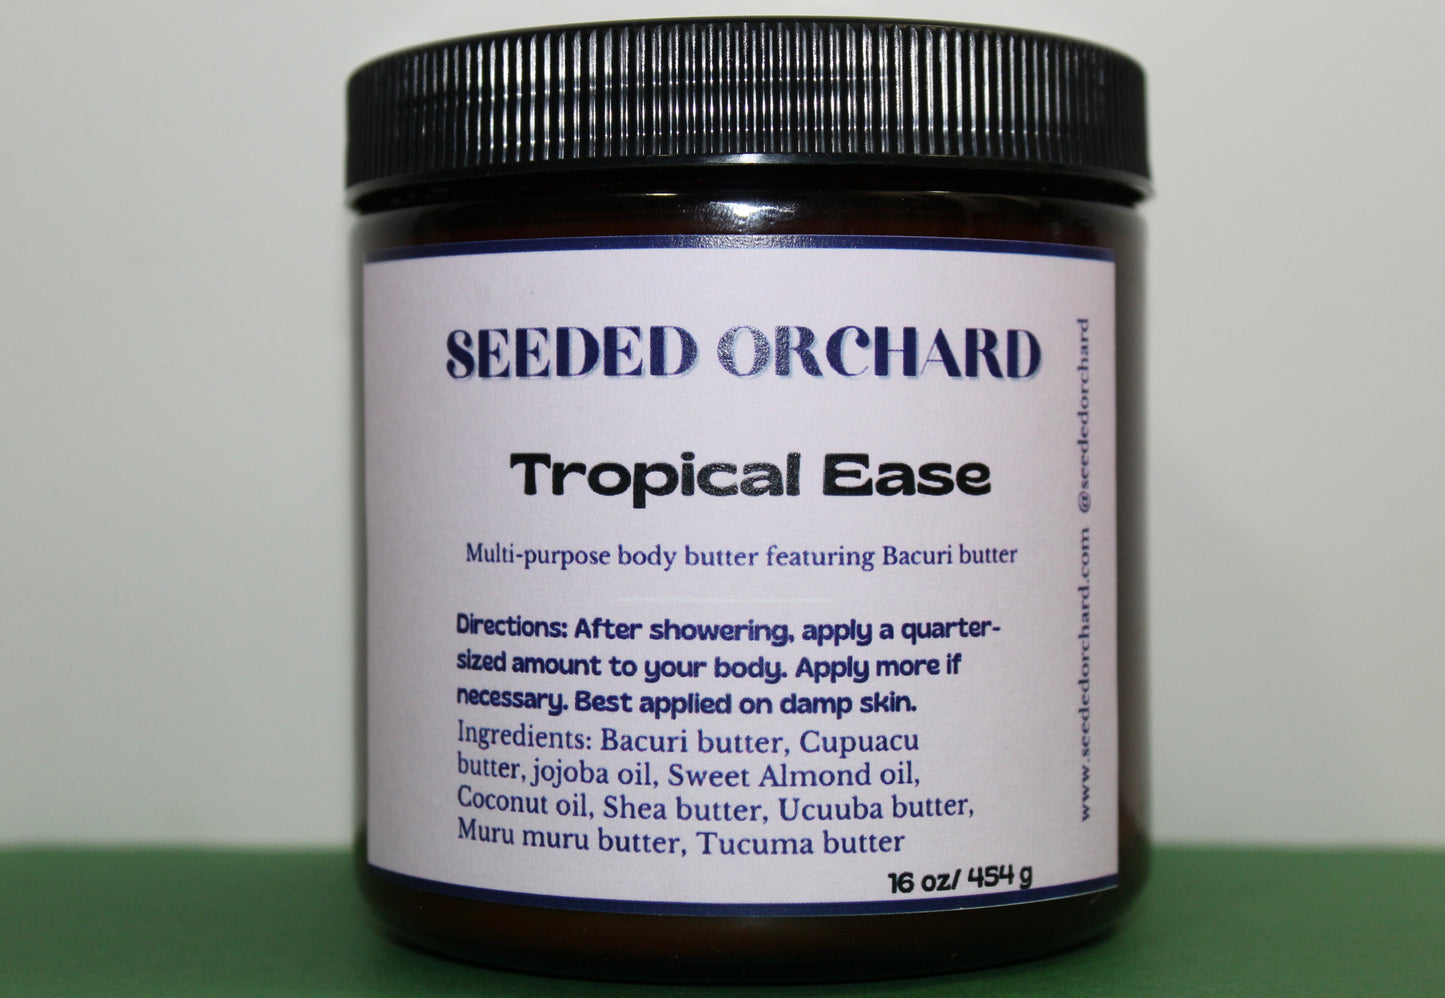 SEEDED ORCHARD
Tropical Ease
Multi-purpose body butter featuring Bacuri butter
Directions: After showering, apply a quarter-
sized amount to your body. Apply more if
necessary. Best applied on damp skin.
Ingredients: Bacuri butter, Cupuacu
butter, jojoba oil, Sweet Almond oil,
Coconut oil, Shea butter, Ucuuba butter,
Muru muru butter, Tucuma butter
16 oz/ 454 g
www.seededorchard.com @seededorchard